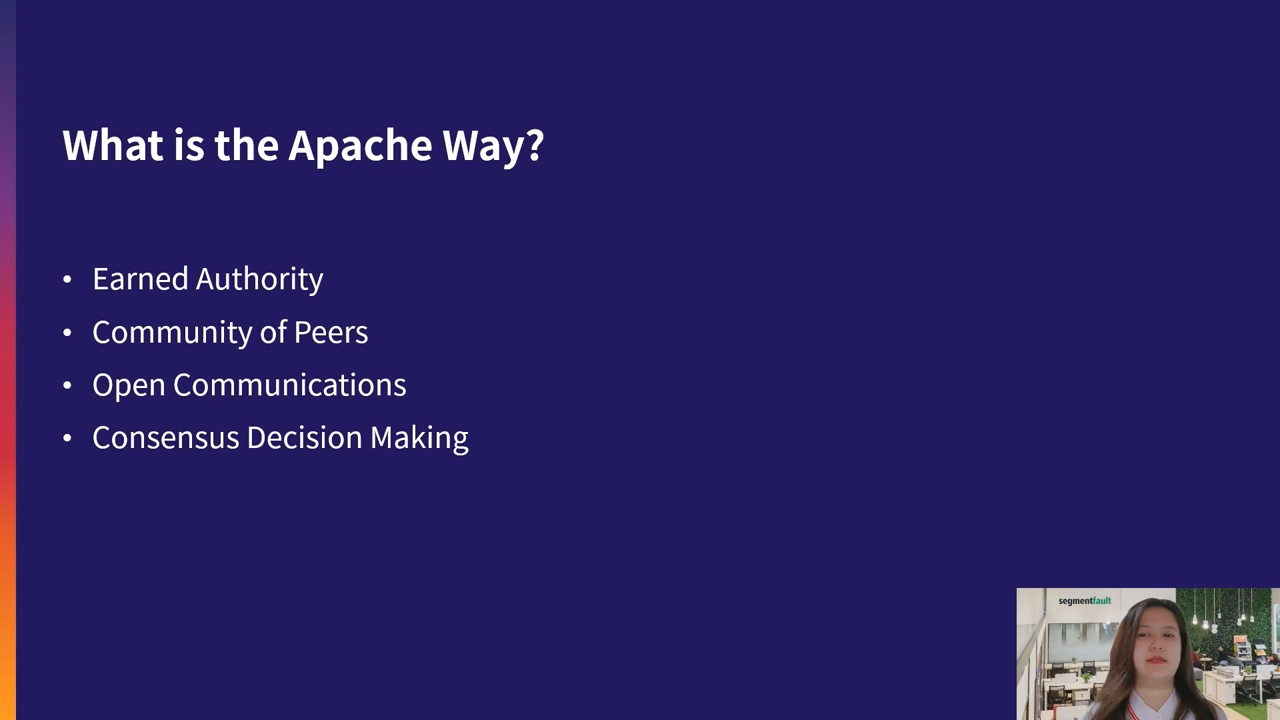 What is the Apache Way?
• Earned Authority
• Community of Peers
• Open Communications
• Consensus Decision Making
segmentfault